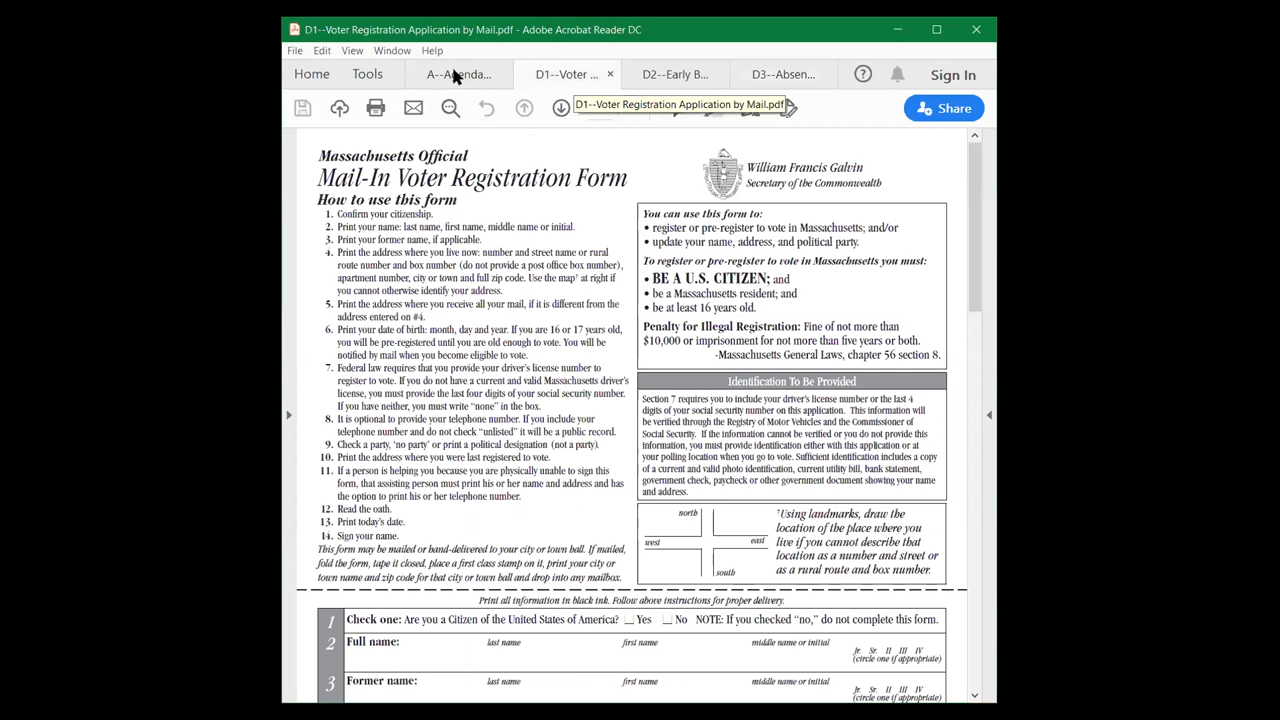 D1--Voter Registration Application by Mail.pdf - Adobe Acrobat Reader DC
File Edit View Window Help
Home Tools A--Agenda... D1--Voter ... × D2--Early B... D3--Absen... ? Sign In
D1--Voter Registration Application by Mail.pdf Share
Massachusetts Official
Mail-In Voter Registration Form
How to use this form
1. Confirm your citizenship.
2. Print your name: last name, first name, middle name or initial.
3. Print your former name, if applicable.
4. Print the address where you live now: number and street name or rural
route number and box number (do not provide a post office box number),
apartment number, city or town and full zip code. Use the map† at right if
you cannot otherwise identify your address.
5. Print the address where you receive all your mail, if it is different from the
address entered on #4.
6. Print your date of birth: month, day and year. If you are 16 or 17 years old,
you will be pre-registered until you are old enough to vote. You will be
notified by mail when you become eligible to vote.
7. Federal law requires that you provide your driver's license number to
register to vote. If you do not have a current and valid Massachusetts driver's
license, you must provide the last four digits of your social security number.
If you have neither, you must write "none" in the box.
8. It is optional to provide your telephone number. If you include your
telephone number and do not check "unlisted" it will be a public record.
9. Check a party, 'no party' or print a political designation (not a party).
10. Print the address where you were last registered to vote.
11. If a person is helping you because you are physically unable to sign this
form, that assisting person must print his or her name and address and has
the option to print his or her telephone number.
12. Read the oath.
13. Print today's date.
14. Sign your name.
This form may be mailed or hand-delivered to your city or town hall. If mailed,
fold the form, tape it closed, place a first class stamp on it, print your city or
town name and zip code for that city or town hall and drop into any mailbox.
William Francis Galvin
Secretary of the Commonwealth
You can use this form to:
• register or pre-register to vote in Massachusetts; and/or
• update your name, address, and political party.
To register or pre-register to vote in Massachusetts you must:
• BE A U.S. CITIZEN; and
• be a Massachusetts resident; and
• be at least 16 years old.
Penalty for Illegal Registration: Fine of not more than
$10,000 or imprisonment for not more than five years or both.
-Massachusetts General Laws, chapter 56 section 8.
Identification To Be Provided
Section 7 requires you to include your driver's license number or the last 4
digits of your social security number on this application. This information will
be verified through the Registry of Motor Vehicles and the Commissioner of
Social Security. If the information cannot be verified or you do not provide this
information, you must provide identification either with this application or at
your polling location when you go to vote. Sufficient identification includes a copy
of a current and valid photo identification, current utility bill, bank statement,
government check, paycheck or other government document showing your name
and address.
north
west east
south
†Using landmarks, draw the
location of the place where you
live if you cannot describe that
location as a number and street or
as a rural route and box number.
Print all information in black ink. Follow above instructions for proper delivery.
1 Check one: Are you a Citizen of the United States of America? Yes No NOTE: If you checked "no," do not complete this form.
2 Full name: last name first name middle name or initial
Jr. Sr. II III IV
(circle one if appropriate)
3 Former name: last name first name middle name or initial
Jr. Sr. II III IV
(circle one if appropriate)